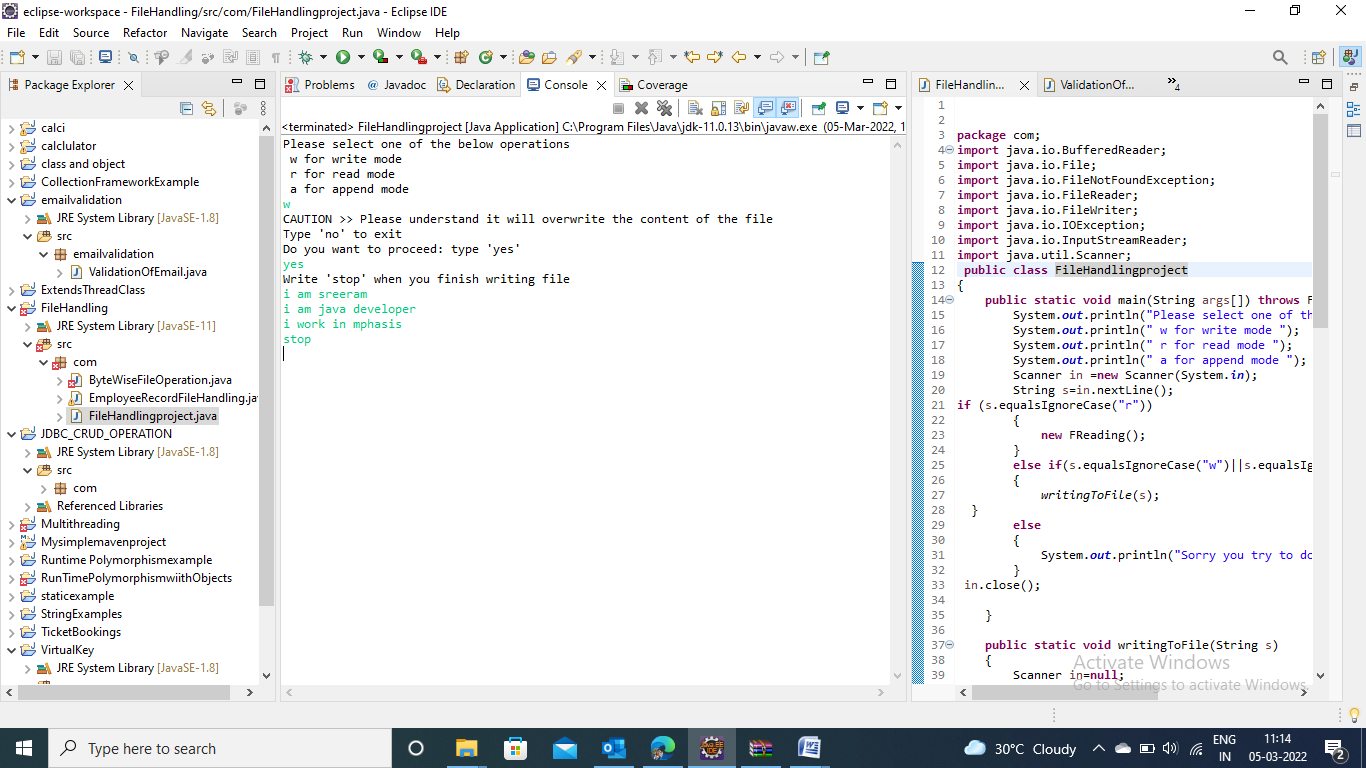 eclipse-workspace - FileHandling/src/com/FileHandlingproject.java - Eclipse IDE
File Edit Source Refactor Navigate Search Project Run Window Help
Package Explorer
calci
calclulator
class and object
CollectionFrameworkExample
emailvalidation
JRE System Library [JavaSE-1.8]
src
emailvalidation
ValidationOfEmail.java
ExtendsThreadClass
FileHandling
JRE System Library [JavaSE-11]
src
com
ByteWiseFileOperation.java
EmployeeRecordFileHandling.ja
FileHandlingproject.java
JDBC_CRUD_OPERATION
JRE System Library [JavaSE-1.8]
src
com
Referenced Libraries
Multithreading
Mysimplemavenproject
Runtime Polymorphismexample
RunTimePolymorphismwiithObjects
staticexample
StringExamples
TicketBookings
VirtualKey
JRE System Library [JavaSE-1.8]
Problems @ Javadoc Declaration Console Coverage
<terminated> FileHandlingproject [Java Application] C:\Program Files\Java\jdk-11.0.13\bin\javaw.exe (05-Mar-2022, 1
Please select one of the below operations
w for write mode
r for read mode
a for append mode
w
CAUTION >> Please understand it will overwrite the content of the file
Type 'no' to exit
Do you want to proceed: type 'yes'
yes
Write 'stop' when you finish writing file
i am sreeram
i am java developer
i work in mphasis
stop
FileHandlin... ValidationOf... »4
1
2
3 package com;
4 import java.io.BufferedReader;
5 import java.io.File;
6 import java.io.FileNotFoundException;
7 import java.io.FileReader;
8 import java.io.FileWriter;
9 import java.io.IOException;
10 import java.io.InputStreamReader;
11 import java.util.Scanner;
12 public class FileHandlingproject
13 {
14 public static void main(String args[]) throws F
15 System.out.println("Please select one of th
16 System.out.println(" w for write mode ");
17 System.out.println(" r for read mode ");
18 System.out.println(" a for append mode ");
19 Scanner in =new Scanner(System.in);
20 String s=in.nextLine();
21 if (s.equalsIgnoreCase("r"))
22 {
23 new FReading();
24 }
25 else if(s.equalsIgnoreCase("w")||s.equalsIg
26 {
27 writingToFile(s);
28 }
29 else
30 {
31 System.out.println("Sorry you try to do
32 }
33 in.close();
34
35 }
36
37 public static void writingToFile(String s)
38 {
39 Scanner in=null;
Activate Windows
Go to Settings to activate Windows.
Type here to search
30°C Cloudy
ENG
IN
11:14
05-03-2022
2